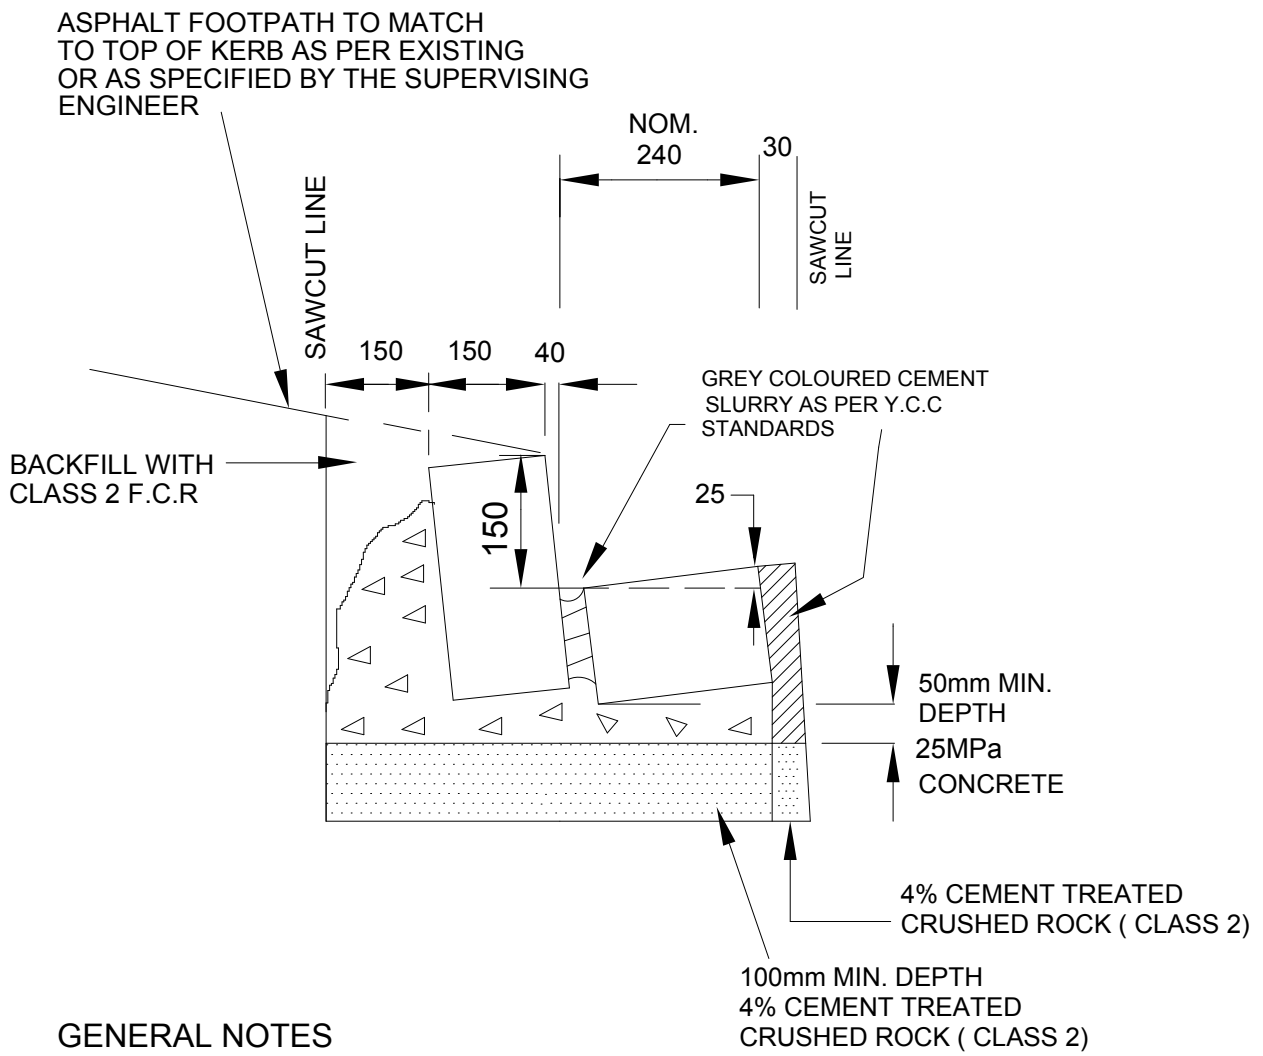 ASPHALT FOOTPATH TO MATCH
TO TOP OF KERB AS PER EXISTING
OR AS SPECIFIED BY THE SUPERVISING
ENGINEER
NOM.
240
30
SAWCUT LINE
SAWCUT
LINE
150
150
40
GREY COLOURED CEMENT
SLURRY AS PER Y.C.C
STANDARDS
BACKFILL WITH
CLASS 2 F.C.R
150
25
50mm MIN.
DEPTH
25MPa
CONCRETE
4% CEMENT TREATED
CRUSHED ROCK ( CLASS 2)
100mm MIN. DEPTH
4% CEMENT TREATED
CRUSHED ROCK ( CLASS 2)
GENERAL NOTES